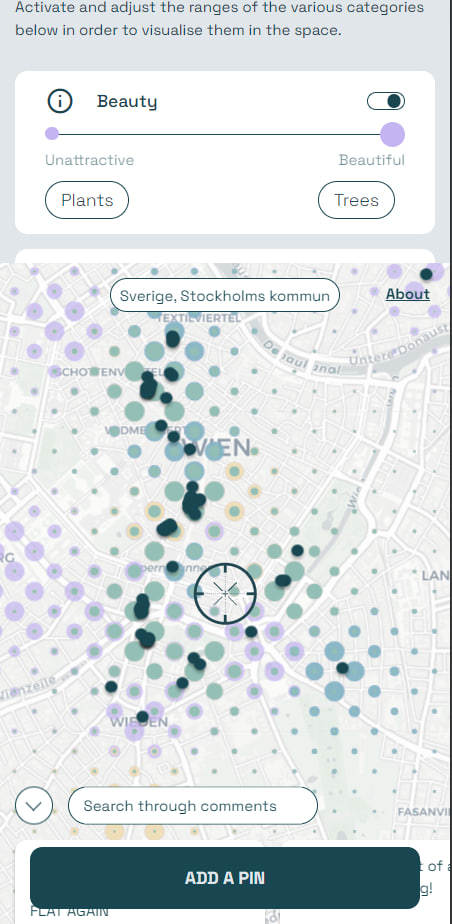 Activate and adjust the ranges of the various categories
below in order to visualise them in the space.
Beauty
Unattractive
Beautiful
Plants
Trees
Sverige, Stockholms kommun
About
TEXTILVIERTEL
Donaukanal
Untere Donaust
WIEN
LAN
WIEDEN
Search through comments
FASANVI
ADD A PIN
t of a
g!
FLAT AGAIN